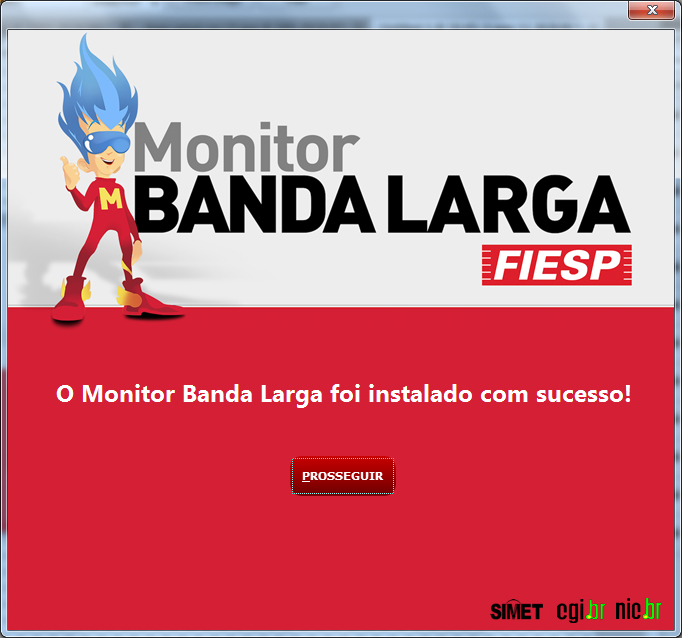 Monitor
BANDA LARGA
FIESP
M
O Monitor Banda Larga foi instalado com sucesso!
PROSSEGUIR
SIMET cgi.br nic.br